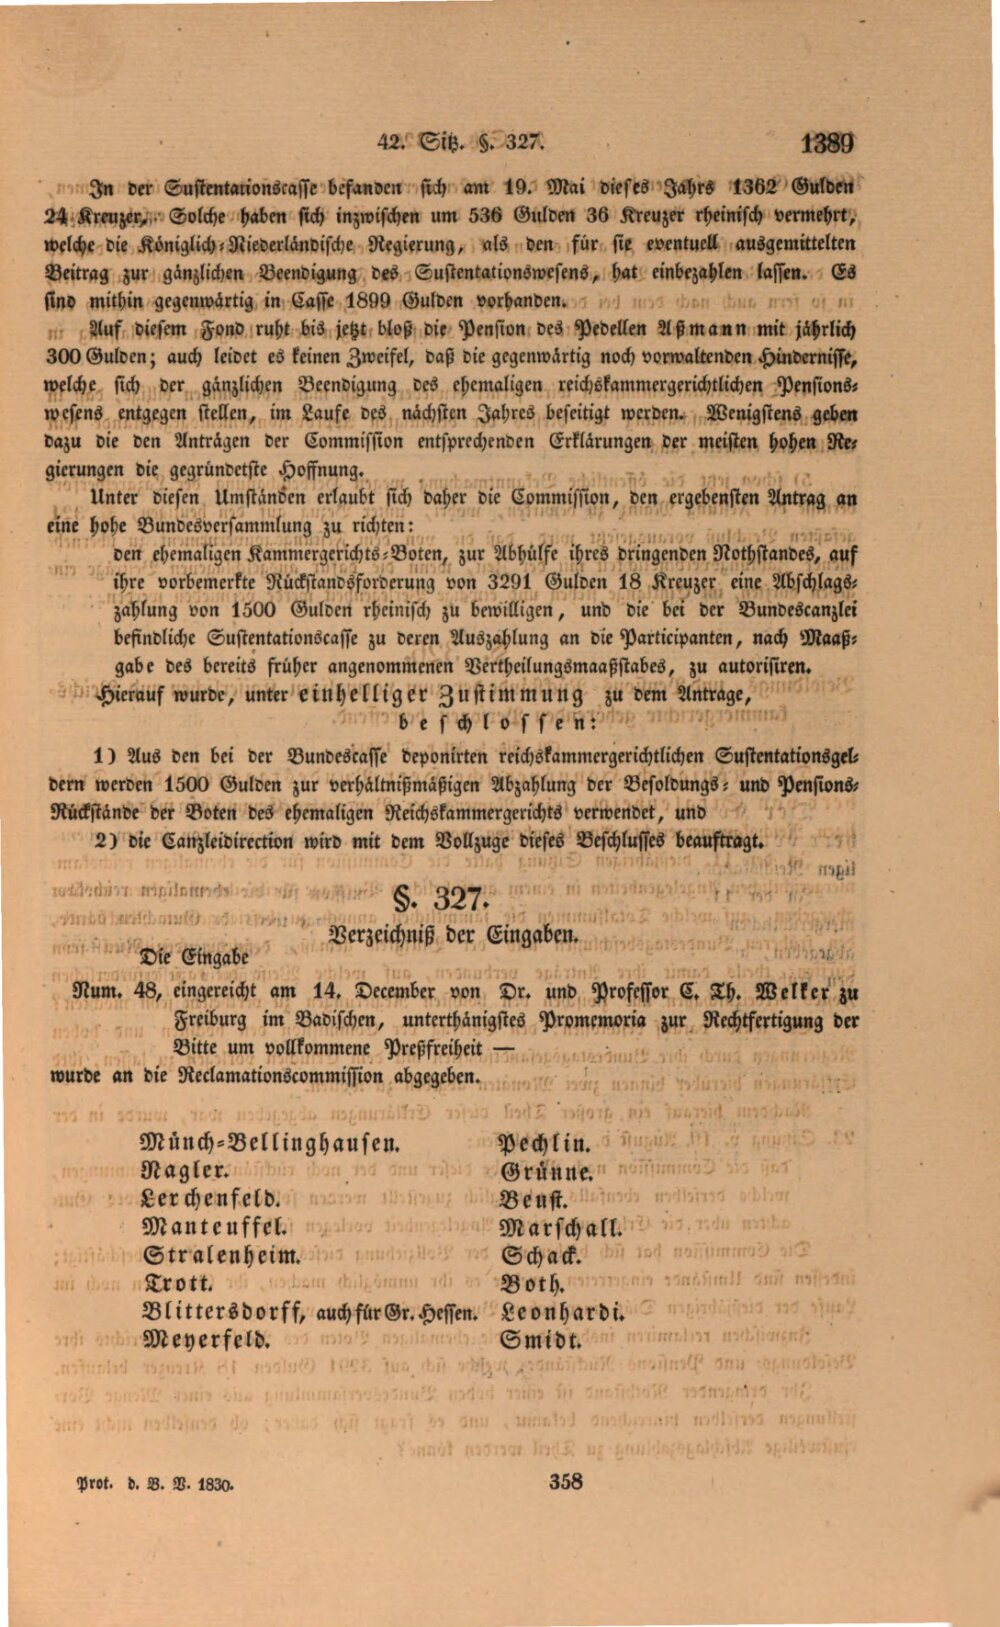 42. Sitz. §. 327. 1389
In der Sustentationscasse befanden sich am 19. Mai dieses Jahrs 1362 Gulden
24 Kreuzer. Solche haben sich inzwischen um 536 Gulden 36 Kreuzer rheinisch vermehrt,
welche die Königlich-Niederländische Regierung, als den für sie eventuell ausgemittelten
Beitrag zur gänzlichen Beendigung des Sustentationswesens, hat einbezahlen lassen. Es
sind mithin gegenwärtig in Casse 1899 Gulden vorhanden.
Auf diesem Fond ruht bis jetzt bloß die Pension des Pedellen Aßmann mit jährlich
300 Gulden; auch leidet es keinen Zweifel, daß die gegenwärtig noch vorwaltenden Hindernisse,
welche sich der gänzlichen Beendigung des ehemaligen reichskammergerichtlichen Pensions-
wesens entgegen stellen, im Laufe des nächsten Jahres beseitigt werden. Wenigstens geben
dazu die den Anträgen der Commission entsprechenden Erklärungen der meisten hohen Re-
gierungen die gegründetste Hoffnung.
Unter diesen Umständen erlaubt sich daher die Commission, den ergebensten Antrag an
eine hohe Bundesversammlung zu richten:
den ehemaligen Kammergerichts-Boten, zur Abhülfe ihres dringenden Nothstandes, auf
ihre vorbemerkte Rückstandsforderung von 3291 Gulden 18 Kreuzer eine Abschlags-
zahlung von 1500 Gulden rheinisch zu bewilligen, und die bei der Bundescanzlei
befindliche Sustentationscasse zu deren Auszahlung an die Participanten, nach Maaß-
gabe des bereits früher angenommenen Vertheilungsmaaßstabes, zu autorisiren.
Hierauf wurde, unter einhelliger Zustimmung zu dem Antrage,
beschlossen:
1) Aus den bei der Bundescasse deponirten reichskammergerichtlichen Sustentationsgel-
dern werden 1500 Gulden zur verhältnißmäßigen Abzahlung der Besoldungs- und Pensions-
Rückstände der Boten des ehemaligen Reichskammergerichts verwendet, und
2) die Canzleidirection wird mit dem Vollzuge dieses Beschlusses beauftragt.
§. 327.
Verzeichniß der Eingaben.
Die Eingabe
Num. 48, eingereicht am 14. December von Dr. und Professor C. Th. Welker zu
Freiburg im Badischen, unterthänigstes Promemoria zur Rechtfertigung der
Bitte um vollkommene Preßfreiheit —
wurde an die Reclamationscommission abgegeben.
Münch-Bellinghausen. Pechlin.
Nagler. Grünne.
Lerchenfeld. Beust.
Manteuffel. Marschall.
Stralenheim. Schack.
Trott. Both.
Blittersdorff, auch für Gr. Hessen. Leonhardi.
Meyerfeld. Smidt.
Prot. d. B. V. 1830. 358